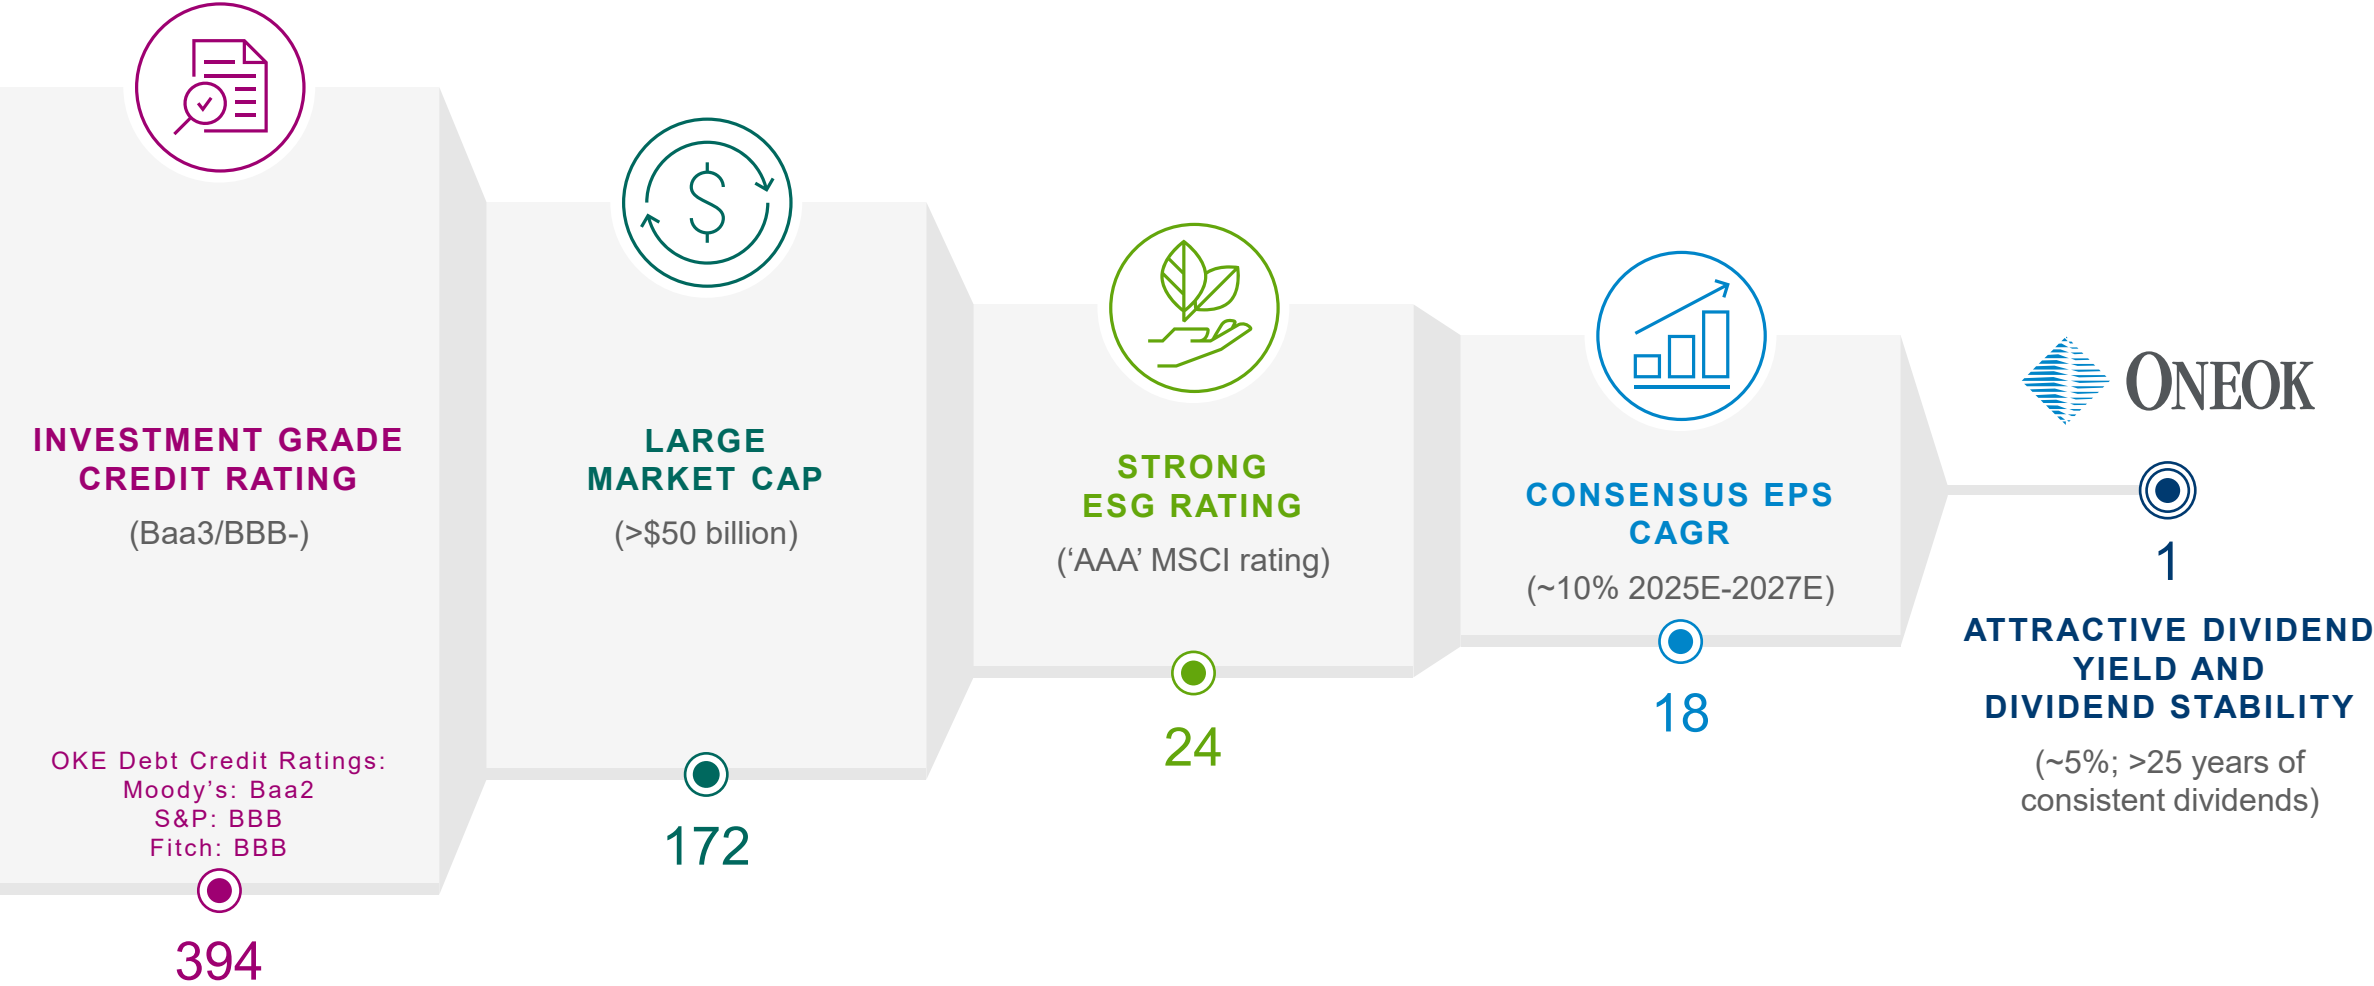 INVESTMENT GRADE
CREDIT RATING
(Baa3/BBB-)
OKE Debt Credit Ratings:
Moody’s: Baa2
S&P: BBB
Fitch: BBB
394
LARGE
MARKET CAP
(>$50 billion)
172
STRONG
ESG RATING
(‘AAA’ MSCI rating)
24
CONSENSUS EPS
CAGR
(~10% 2025E-2027E)
18
ONEOK
1
ATTRACTIVE DIVIDEND
YIELD AND
DIVIDEND STABILITY
(~5%; >25 years of
consistent dividends)